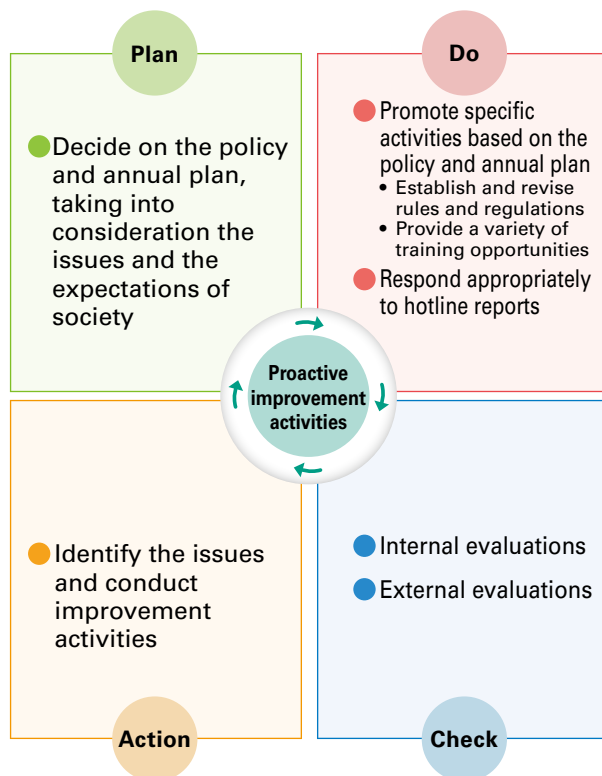 Plan
Decide on the policy
and annual plan,
taking into
consideration the
issues and the
expectations of
society
Do
Promote specific
activities based on the
policy and annual plan
• Establish and revise
rules and regulations
• Provide a variety of
training opportunities
Respond appropriately
to hotline reports
Proactive
improvement
activities
Identify the issues
and conduct
improvement
activities
Action
Internal evaluations
External evaluations
Check